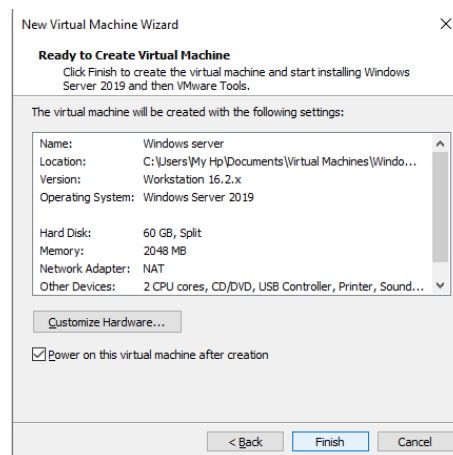 New Virtual Machine Wizard
Ready to Create Virtual Machine
Click Finish to create the virtual machine and start installing Windows
Server 2019 and then VMware Tools.
The virtual machine will be created with the following settings:
Name: Windows server
Location: C:\Users\My Hp\Documents\Virtual Machines\Windo...
Version: Workstation 16.2.x
Operating System: Windows Server 2019
Hard Disk: 60 GB, Split
Memory: 2048 MB
Network Adapter: NAT
Other Devices: 2 CPU cores, CD/DVD, USB Controller, Printer, Sound...
Customize Hardware...
Power on this virtual machine after creation
< Back Finish Cancel